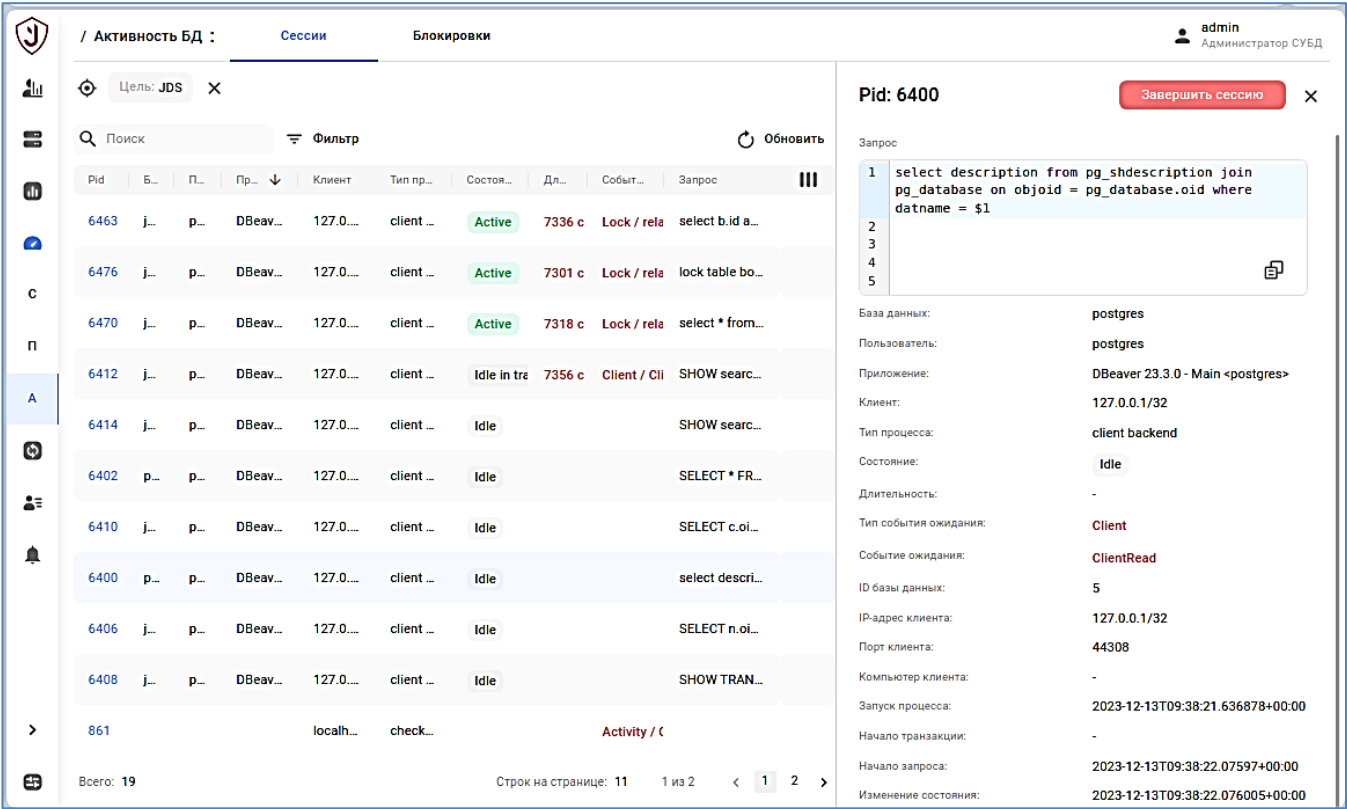 / Активность БД :
Сессии
Блокировки
admin
Администратор СУБД
Цель: JDS
Поиск
Фильтр
Обновить
Pid Б... П... Пр... Клиент Тип пр... Состоя... Дл... Событ... Запрос
6463 j... p... DBeav... 127.0.... client ... Active 7336 с Lock / rela select b.id a...
6476 j... p... DBeav... 127.0.... client ... Active 7301 с Lock / rela lock table bo...
6470 j... p... DBeav... 127.0.... client ... Active 7318 с Lock / rela select * from...
6412 j... p... DBeav... 127.0.... client ... Idle in tra 7356 с Client / Cli SHOW searc...
6414 j... p... DBeav... 127.0.... client ... Idle SHOW searc...
6402 p... p... DBeav... 127.0.... client ... Idle SELECT * FR...
6410 j... p... DBeav... 127.0.... client ... Idle SELECT c.oi...
6400 p... p... DBeav... 127.0.... client ... Idle select descri...
6406 j... p... DBeav... 127.0.... client ... Idle SELECT n.oi...
6408 j... p... DBeav... 127.0.... client ... Idle SHOW TRAN...
861 localh... check... Activity / C
Всего: 19
Строк на странице: 11 1 из 2 < 1 2 >
С
П
А
Pid: 6400
Завершить сессию
Запрос
1 select description from pg_shdescription join
pg_database on objoid = pg_database.oid where
datname = $1
2
3
4
5
База данных: postgres
Пользователь: postgres
Приложение: DBeaver 23.3.0 - Main <postgres>
Клиент: 127.0.0.1/32
Тип процесса: client backend
Состояние: Idle
Длительность: -
Тип события ожидания: Client
Событие ожидания: ClientRead
ID базы данных: 5
IP-адрес клиента: 127.0.0.1/32
Порт клиента: 44308
Компьютер клиента: -
Запуск процесса: 2023-12-13T09:38:21.636878+00:00
Начало транзакции: -
Начало запроса: 2023-12-13T09:38:22.07597+00:00
Изменение состояния: 2023-12-13T09:38:22.076005+00:00